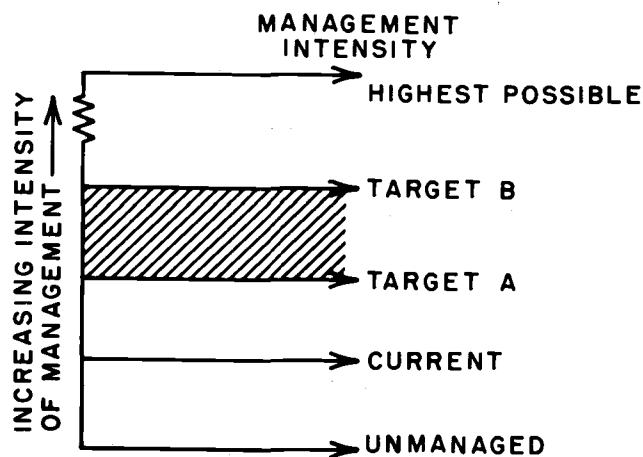 MANAGEMENT
INTENSITY
HIGHEST POSSIBLE
TARGET B
TARGET A
CURRENT
UNMANAGED
INCREASING INTENSITY
OF MANAGEMENT